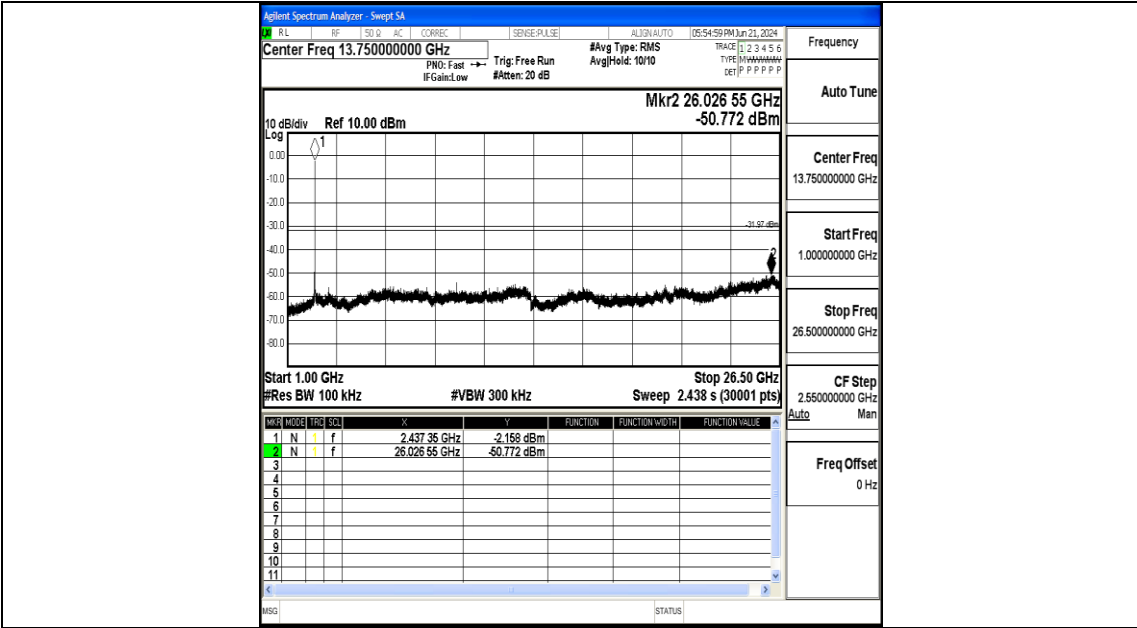 Agilent Spectrum Analyzer - Swept SA
RL RF 50 Ω AC CORREC SENSE:PULSE ALIGN AUTO 05:54:59 PM Jun 21, 2024
Center Freq 13.750000000 GHz
PNO: Fast
IFGain:Low
Trig: Free Run
#Atten: 20 dB
#Avg Type: RMS
Avg|Hold: 10/10
TRACE 1 2 3 4 5 6
TYPE
DET P P P P P P
Mkr2 26.026 55 GHz
-50.772 dBm
10 dB/div Ref 10.00 dBm
Log
1
0.00
-10.0
-20.0
-30.0
-31.97 dBm
-40.0
2
-50.0
-60.0
-70.0
-80.0
Start 1.00 GHz Stop 26.50 GHz
#Res BW 100 kHz #VBW 300 kHz Sweep 2.438 s (30001 pts)
MKR MODE TRC SCL X Y FUNCTION FUNCTION WIDTH FUNCTION VALUE
1 N 1 f 2.437 35 GHz -2.158 dBm
2 N 1 f 26.026 55 GHz -50.772 dBm
3
4
5
6
7
8
9
10
11
MSG STATUS
Frequency
Auto Tune
Center Freq
13.750000000 GHz
Start Freq
1.000000000 GHz
Stop Freq
26.500000000 GHz
CF Step
2.550000000 GHz
Auto Man
Freq Offset
0 Hz